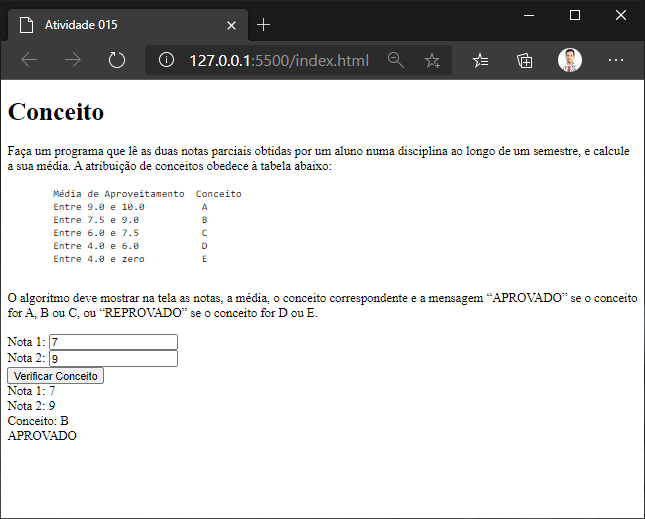 Atividade 015
127.0.0.1:5500/index.html
Conceito
Faça um programa que lê as duas notas parciais obtidas por um aluno numa disciplina ao longo de um semestre, e calcule
a sua média. A atribuição de conceitos obedece à tabela abaixo:
Média de Aproveitamento Conceito
Entre 9.0 e 10.0 A
Entre 7.5 e 9.0 B
Entre 6.0 e 7.5 C
Entre 4.0 e 6.0 D
Entre 4.0 e zero E
O algoritmo deve mostrar na tela as notas, a média, o conceito correspondente e a mensagem “APROVADO” se o conceito
for A, B ou C, ou “REPROVADO” se o conceito for D ou E.
Nota 1: 7
Nota 2: 9
Verificar Conceito
Nota 1: 7
Nota 2: 9
Conceito: B
APROVADO